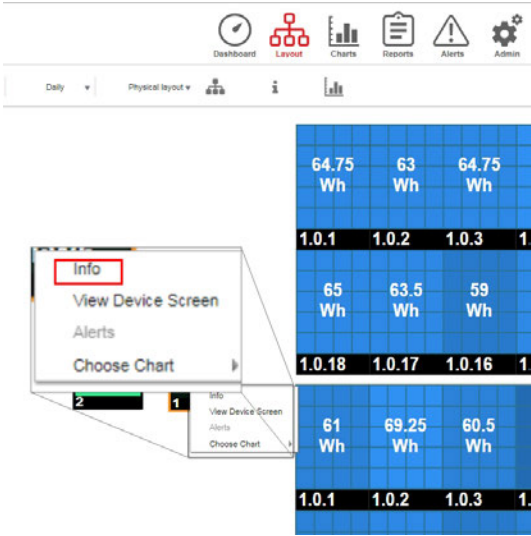 Dashboard Layout Charts Reports Alerts Admin
Daily Physical layout i
64.75 63 64.75
Wh Wh Wh
1.0.1 1.0.2 1.0.3 1.
65 63.5 59
Wh Wh Wh
1.0.18 1.0.17 1.0.16 1.
Info
View Device Screen
Alerts
Choose Chart
2 1
Info
View Device Screen
Alerts
Choose Chart
61 69.25 60.5
Wh Wh Wh
1.0.1 1.0.2 1.0.3 1.